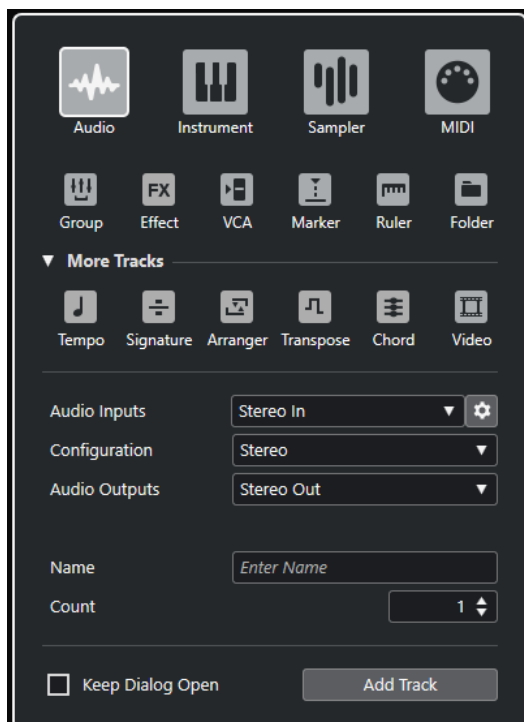 Audio Instrument Sampler MIDI
FX
Group Effect VCA Marker Ruler Folder
▼ More Tracks
Tempo Signature Arranger Transpose Chord Video
Audio Inputs Stereo In
Configuration Stereo
Audio Outputs Stereo Out
Name Enter Name
Count 1
Keep Dialog Open Add Track